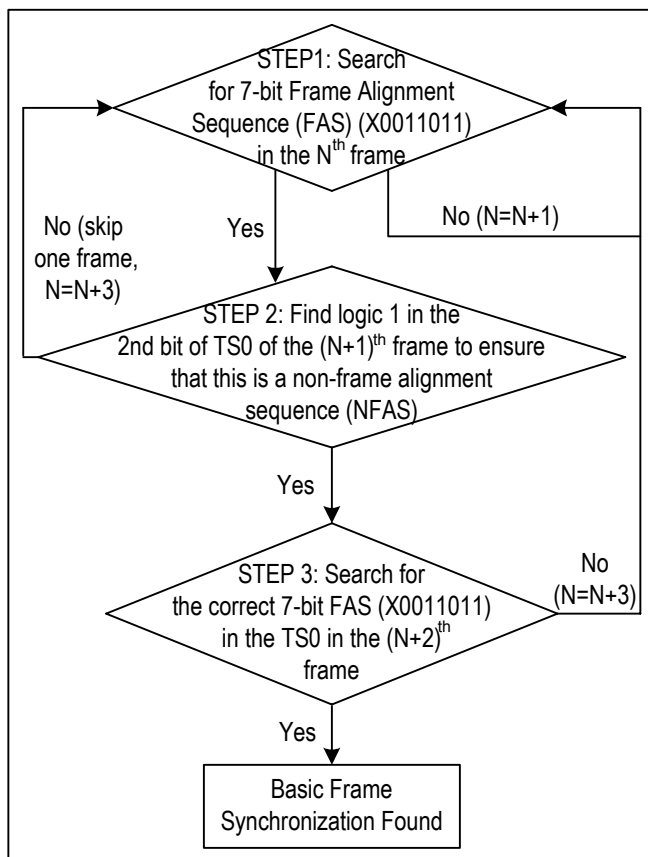 STEP1: Search
for 7-bit Frame Alignment
Sequence (FAS) (X0011011)
in the Nth frame
No (N=N+1)
Yes
No (skip
one frame,
N=N+3)
STEP 2: Find logic 1 in the
2nd bit of TS0 of the (N+1)th frame to ensure
that this is a non-frame alignment
sequence (NFAS)
Yes
STEP 3: Search for
the correct 7-bit FAS (X0011011)
in the TS0 in the (N+2)th
frame
No
(N=N+3)
Yes
Basic Frame
Synchronization Found